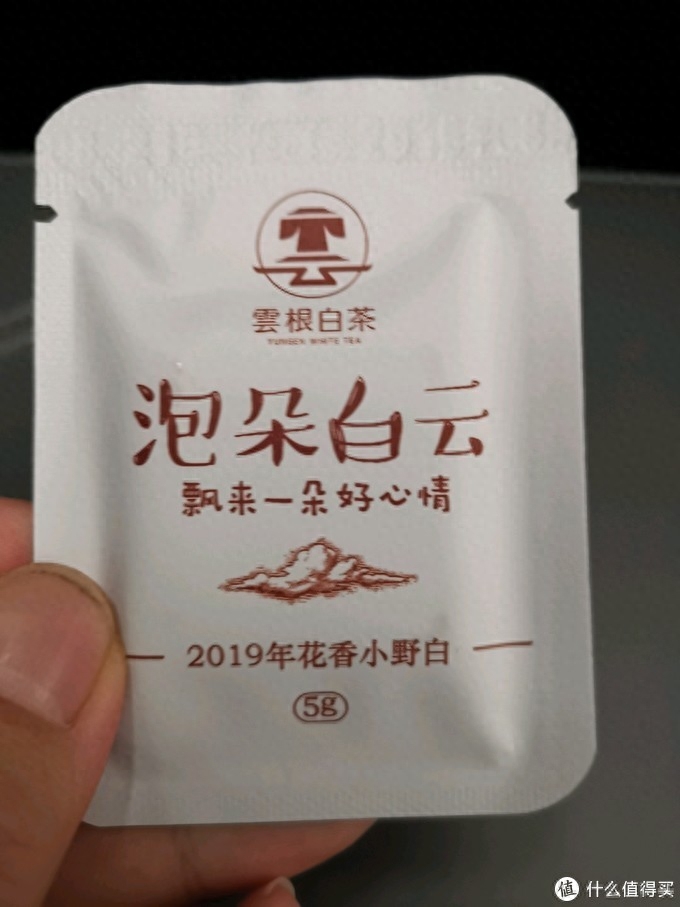 雲根白茶
YUNGEN WHITE TEA
泡朵白云
飘来一朵好心情
2019年花香小野白
5g
值 什么值得买